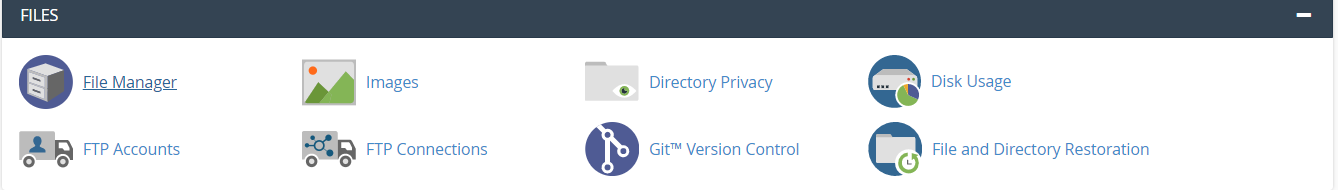 FILES
File Manager
Images
Directory Privacy
Disk Usage
FTP Accounts
FTP Connections
Git™ Version Control
File and Directory Restoration